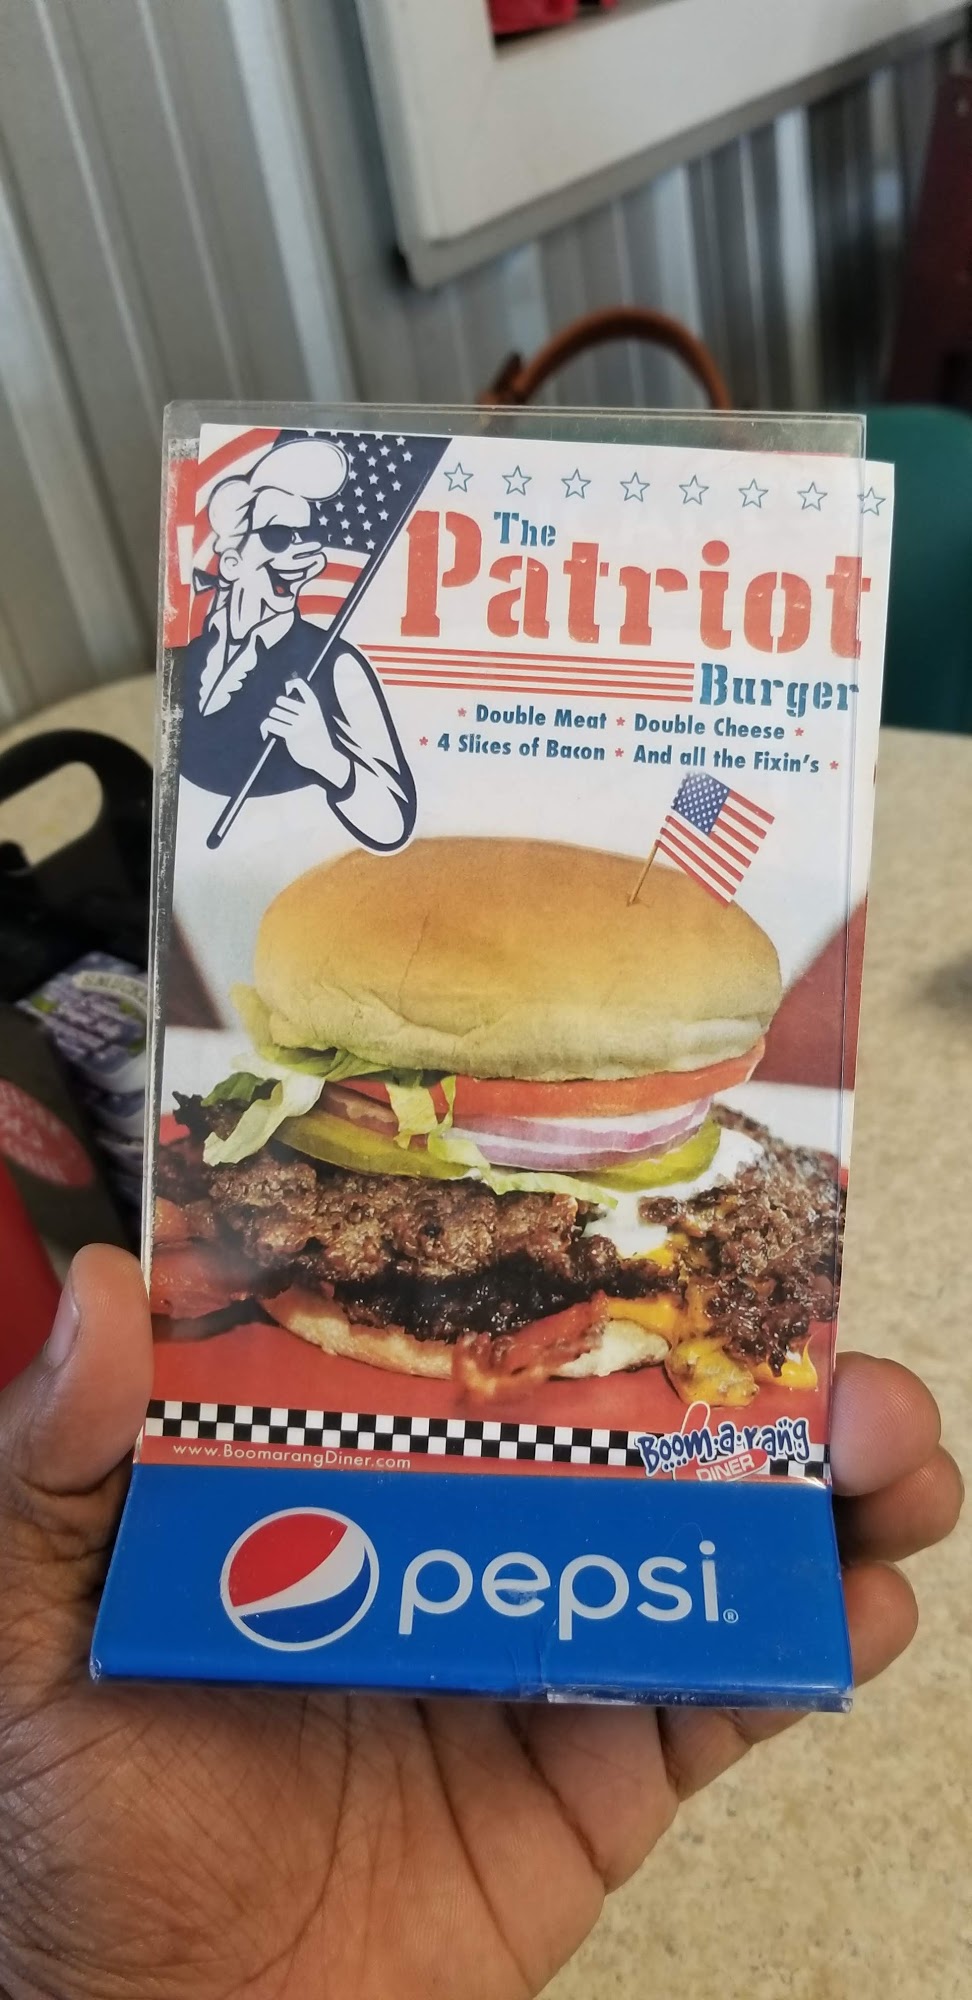 The
Patriot
Burger
* Double Meat * Double Cheese *
* 4 Slices of Bacon * And all the Fixin's *
SMUCKE
www.BoomarangDiner.com
Boom-a-rang
DINER
pepsi®